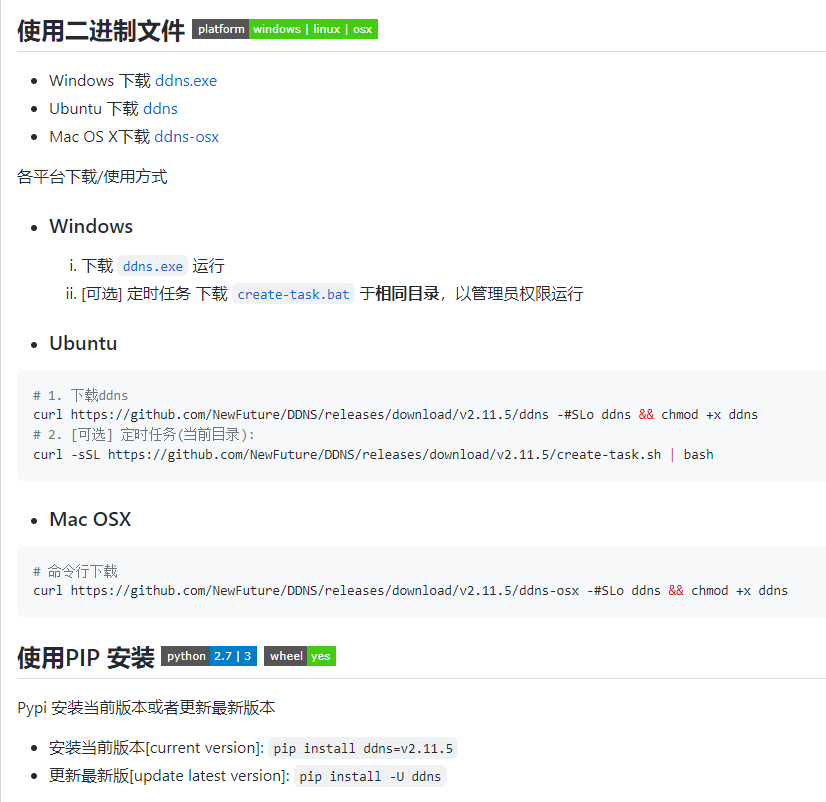 使用二进制文件 platform windows | linux | osx
Windows 下载 ddns.exe
Ubuntu 下载 ddns
Mac OS X下载 ddns-osx
各平台下载/使用方式
Windows
i. 下载 ddns.exe 运行
ii. [可选] 定时任务 下载 create-task.bat 于相同目录，以管理员权限运行
Ubuntu
# 1. 下载ddns
curl https://github.com/NewFuture/DDNS/releases/download/v2.11.5/ddns -#SLo ddns && chmod +x ddns
# 2. [可选] 定时任务(当前目录):
curl -sSL https://github.com/NewFuture/DDNS/releases/download/v2.11.5/create-task.sh | bash
Mac OSX
# 命令行下载
curl https://github.com/NewFuture/DDNS/releases/download/v2.11.5/ddns-osx -#SLo ddns && chmod +x ddns
使用PIP 安装 python 2.7 | 3 wheel yes
Pypi 安装当前版本或者更新最新版本
安装当前版本[current version]: pip install ddns=v2.11.5
更新最新版[update latest version]: pip install -U ddns